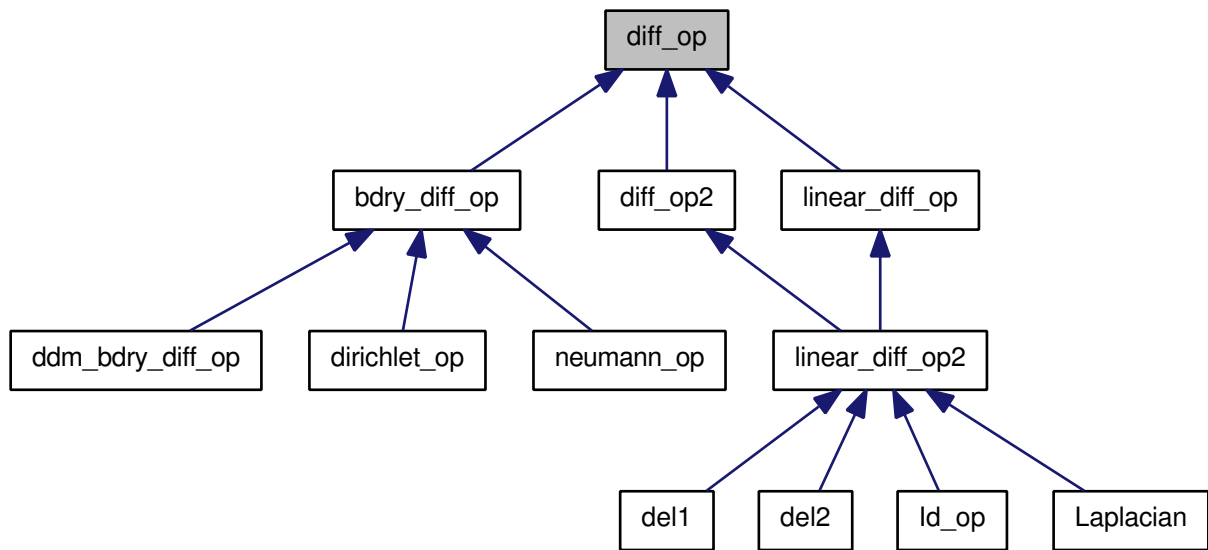 diff_op
bdry_diff_op
diff_op2
linear_diff_op
ddm_bdry_diff_op
dirichlet_op
neumann_op
linear_diff_op2
del1
del2
Id_op
Laplacian